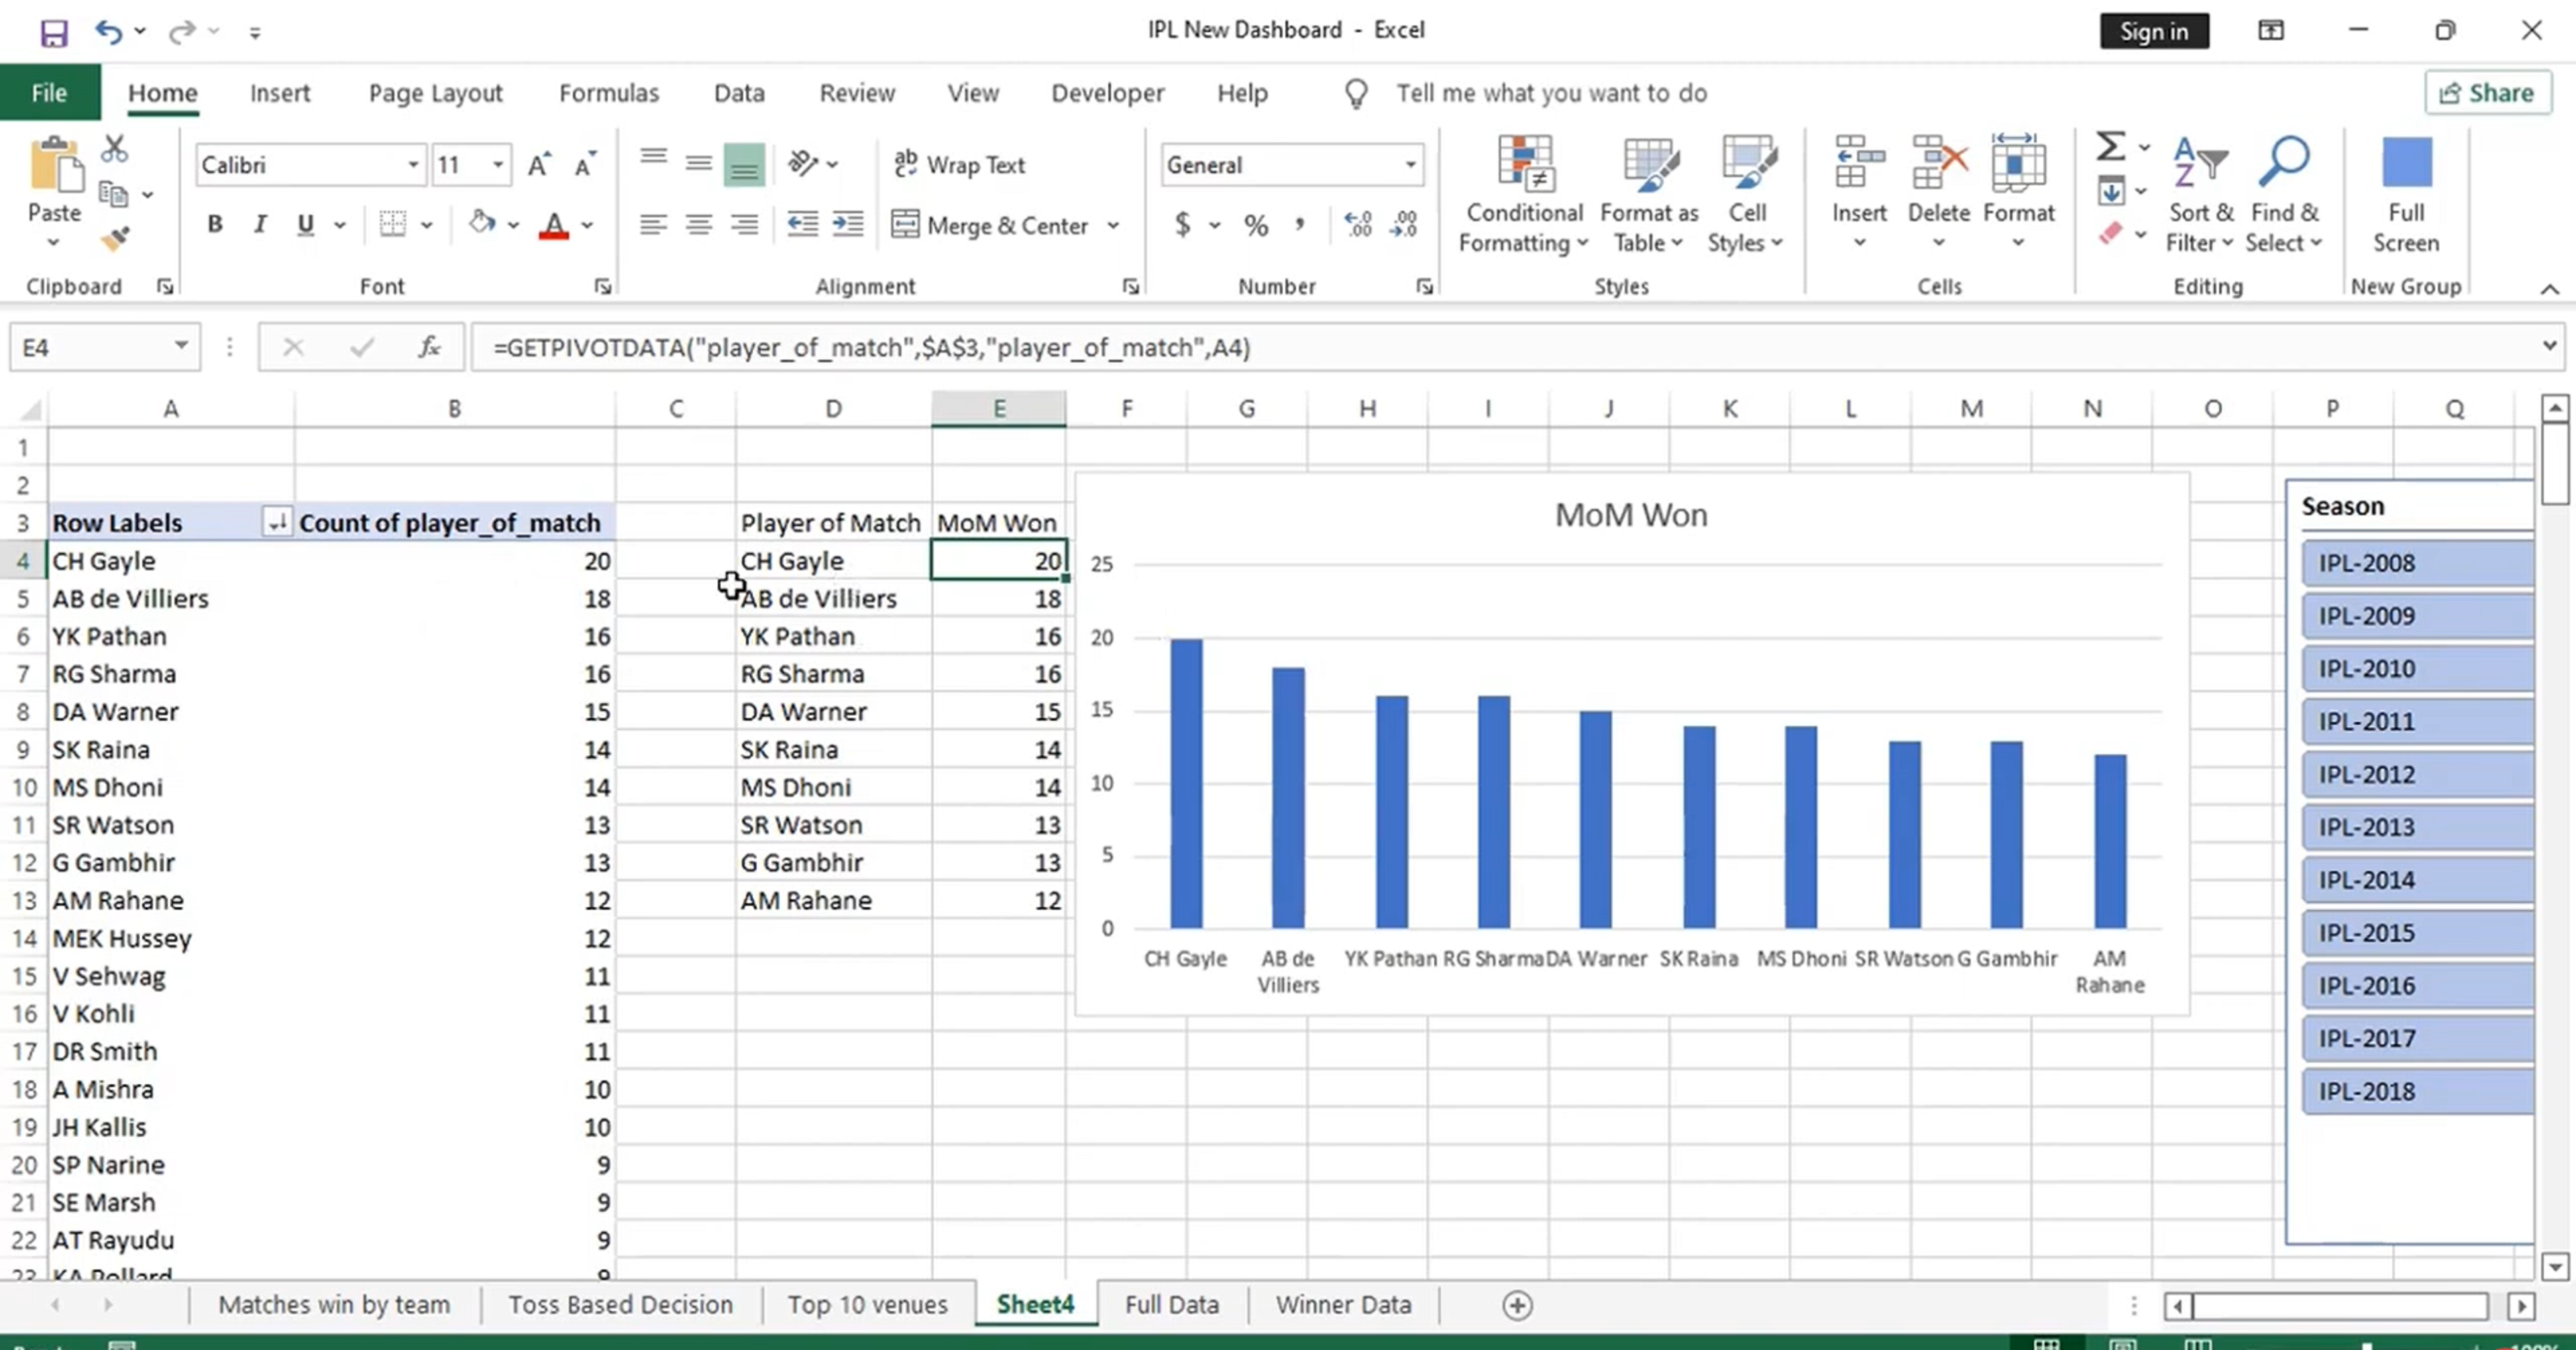 IPL New Dashboard - Excel
Sign in
File Home Insert Page Layout Formulas Data Review View Developer Help Tell me what you want to do Share
Paste
Calibri 11
B I U
Wrap Text
Merge & Center
General
$ % ,
Conditional Formatting
Format as Table
Cell Styles
Insert Delete Format
Sort & Filter
Find & Select
Full Screen
Clipboard Font Alignment Number Styles Cells Editing New Group
E4 fx =GETPIVOTDATA("player_of_match",$A$3,"player_of_match",A4)
A B C D E F G H I J K L M N O P Q
1
2
3 Row Labels Count of player_of_match Player of Match MoM Won
4 CH Gayle 20 CH Gayle 20
5 AB de Villiers 18 AB de Villiers 18
6 YK Pathan 16 YK Pathan 16
7 RG Sharma 16 RG Sharma 16
8 DA Warner 15 DA Warner 15
9 SK Raina 14 SK Raina 14
10 MS Dhoni 14 MS Dhoni 14
11 SR Watson 13 SR Watson 13
12 G Gambhir 13 G Gambhir 13
13 AM Rahane 12 AM Rahane 12
14 MEK Hussey 12
15 V Sehwag 11
16 V Kohli 11
17 DR Smith 11
18 A Mishra 10
19 JH Kallis 10
20 SP Narine 9
21 SE Marsh 9
22 AT Rayudu 9
23 KA Pollard 9
MoM Won
25
20
15
10
5
0
CH Gayle AB de Villiers YK Pathan RG Sharma DA Warner SK Raina MS Dhoni SR Watson G Gambhir AM Rahane
Season
IPL-2008
IPL-2009
IPL-2010
IPL-2011
IPL-2012
IPL-2013
IPL-2014
IPL-2015
IPL-2016
IPL-2017
IPL-2018
Matches win by team Toss Based Decision Top 10 venues Sheet4 Full Data Winner Data